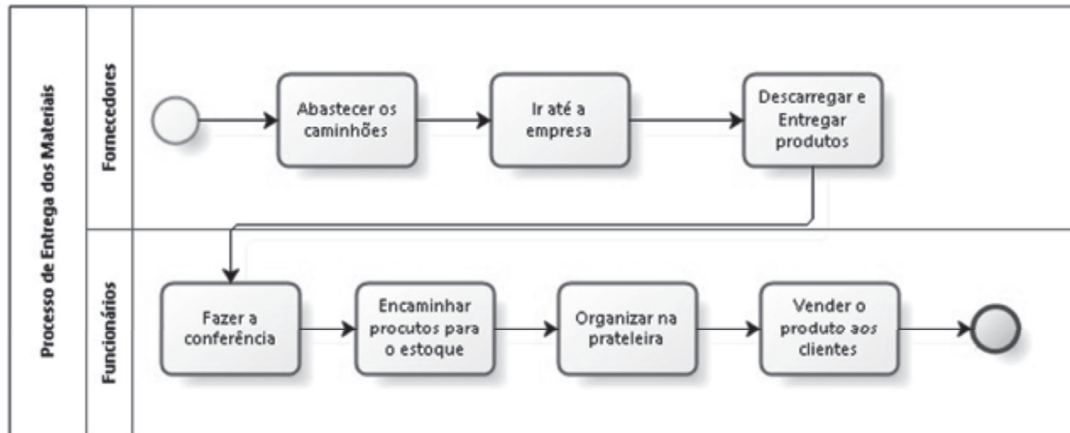 Processo de Entrega dos Materiais
Fornecedores
Abastecer os
caminhões
Ir até a
empresa
Descarregar e
Entregar
produtos
Funcionários
Fazer a
conferência
Encaminhar
procutos para
o estoque
Organizar na
prateleira
Vender o
produto aos
clientes